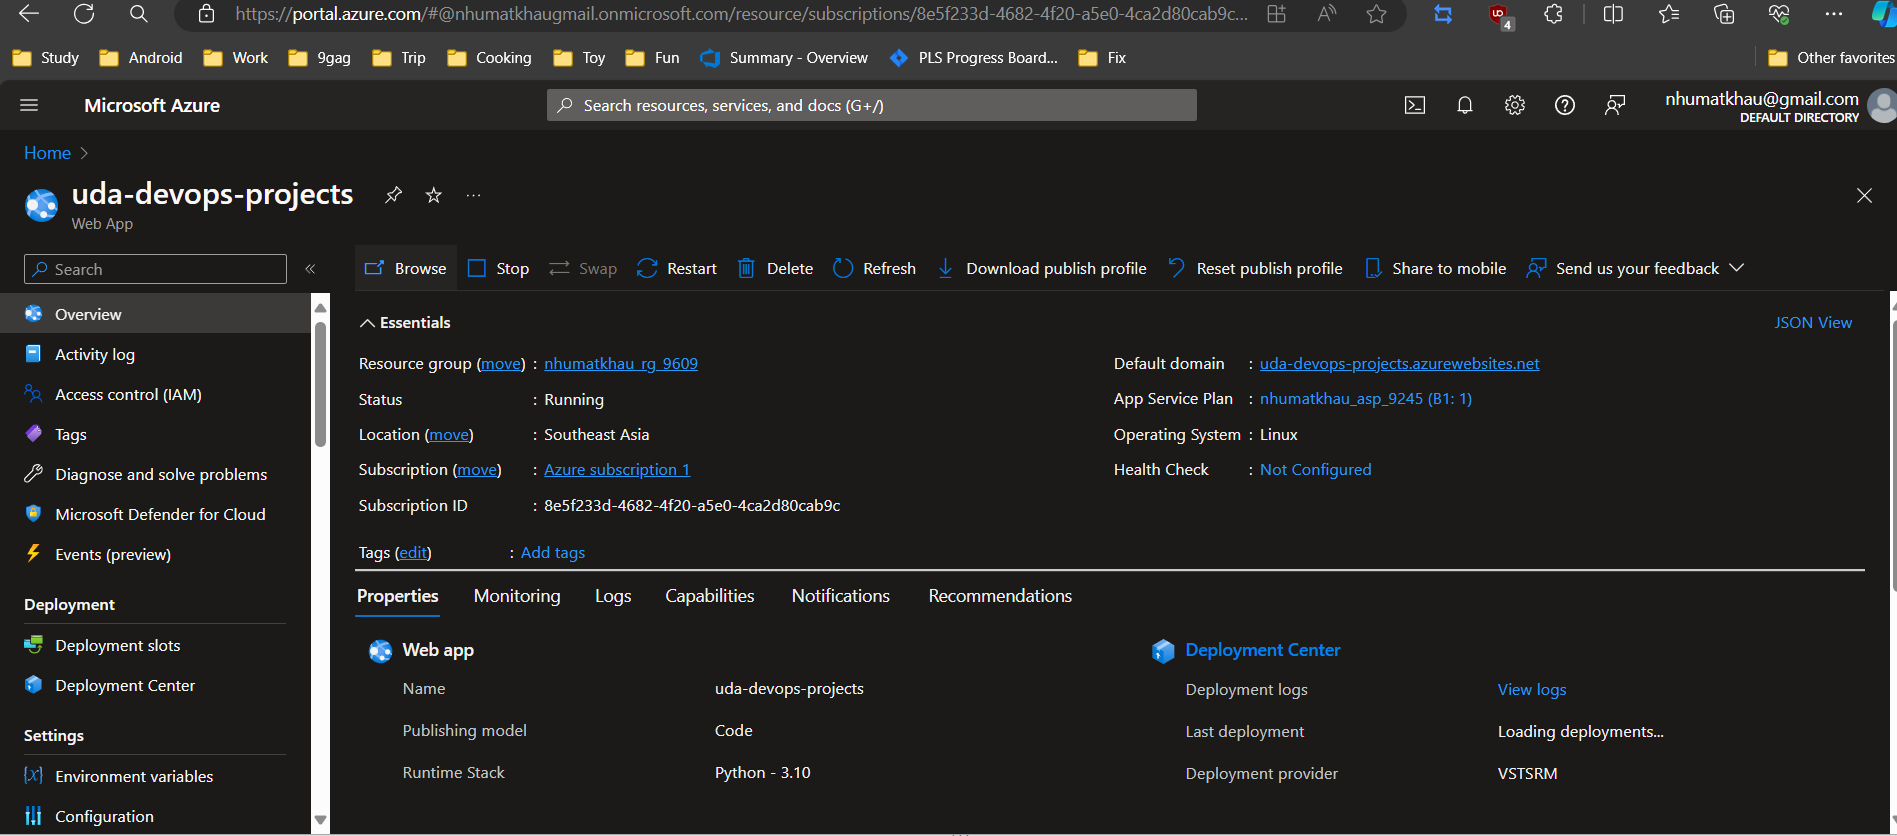 https://portal.azure.com/#@nhumatkhaugmail.onmicrosoft.com/resource/subscriptions/8e5f233d-4682-4f20-a5e0-4ca2d80cab9c...
4
Study Android Work 9gag Trip Cooking Toy Fun Summary - Overview PLS Progress Board... Fix Other favorites
Microsoft Azure
Search resources, services, and docs (G+/)
nhumatkhau@gmail.com
DEFAULT DIRECTORY
Home
uda-devops-projects
Web App
Search
Overview
Activity log
Access control (IAM)
Tags
Diagnose and solve problems
Microsoft Defender for Cloud
Events (preview)
Deployment
Deployment slots
Deployment Center
Settings
Environment variables
Configuration
Browse Stop Swap Restart Delete Refresh Download publish profile Reset publish profile Share to mobile Send us your feedback
Essentials
JSON View
Resource group (move) : nhumatkhau_rg_9609
Status : Running
Location (move) : Southeast Asia
Subscription (move) : Azure subscription 1
Subscription ID : 8e5f233d-4682-4f20-a5e0-4ca2d80cab9c
Default domain : uda-devops-projects.azurewebsites.net
App Service Plan : nhumatkhau_asp_9245 (B1: 1)
Operating System : Linux
Health Check : Not Configured
Tags (edit) : Add tags
Properties Monitoring Logs Capabilities Notifications Recommendations
Web app
Name uda-devops-projects
Publishing model Code
Runtime Stack Python - 3.10
Deployment Center
Deployment logs View logs
Last deployment Loading deployments...
Deployment provider VSTSRM